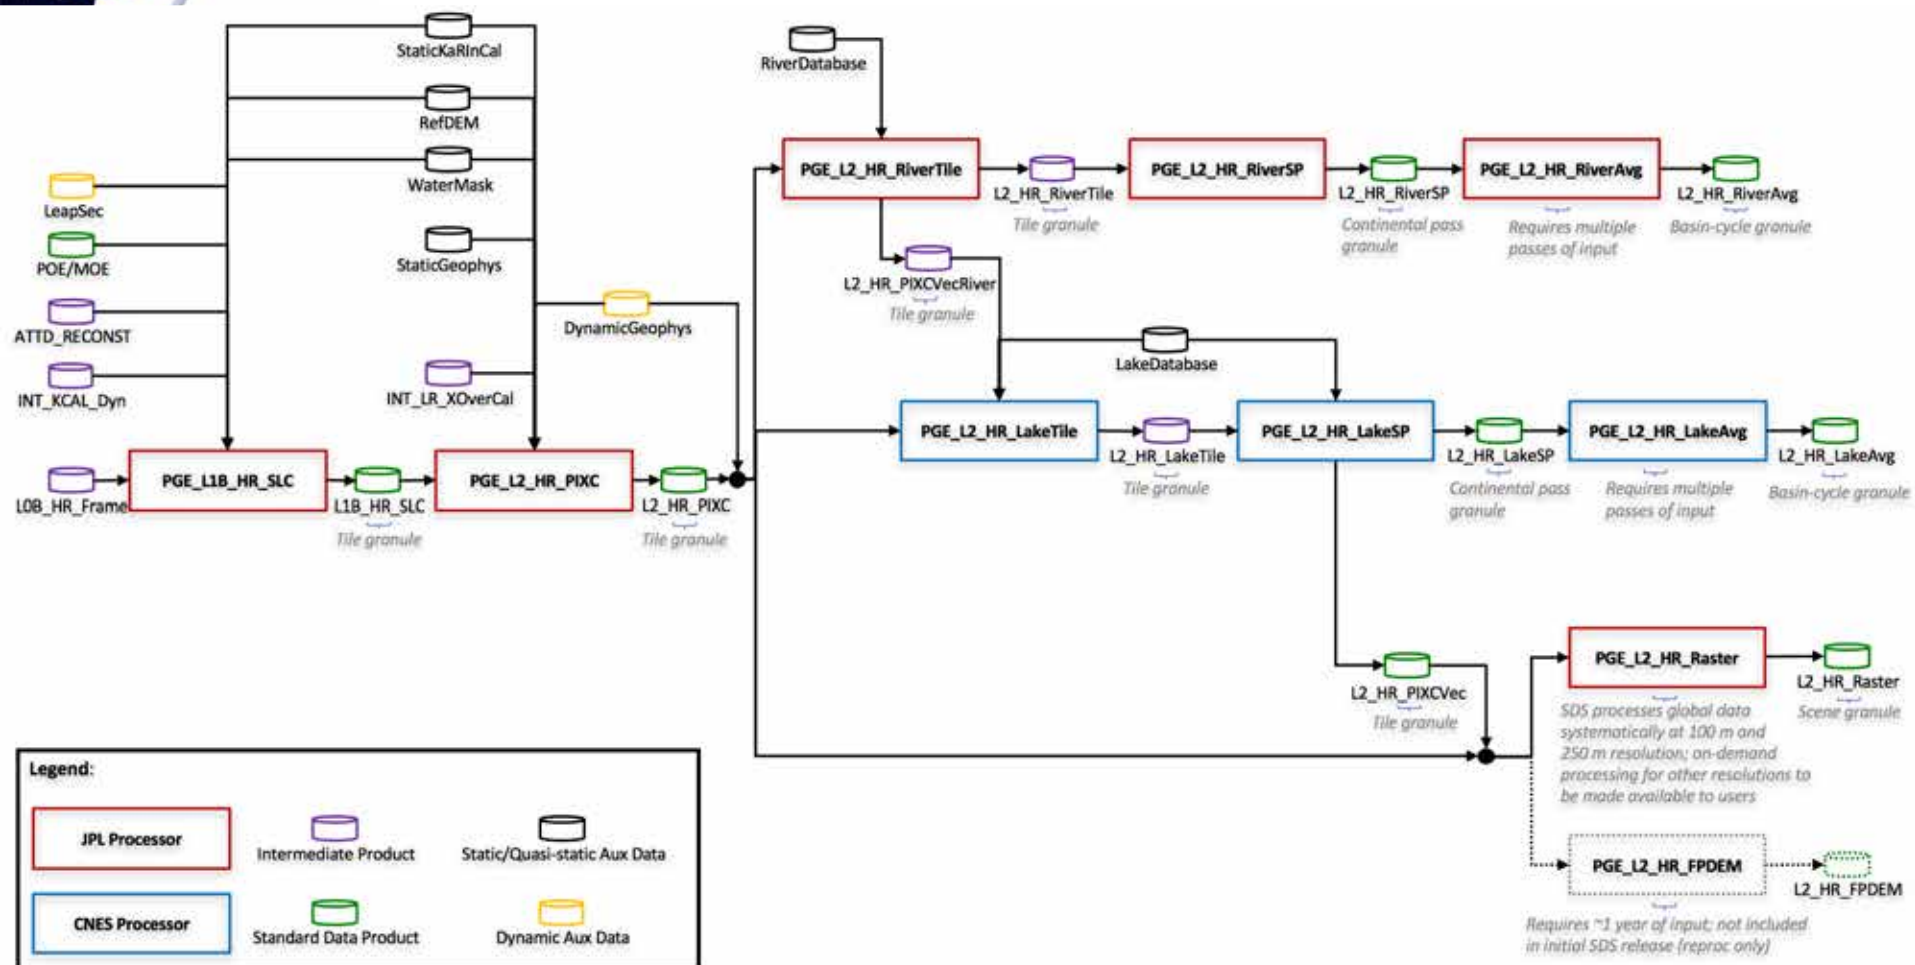 StaticKaRInCal
RefDEM
WaterMask
StaticGeophys
INT_LR_XOverCal
LeapSec
POE/MOE
ATTD_RECONST
INT_KCAL_Dyn
L0B_HR_Frame
PGE_L1B_HR_SLC
L1B_HR_SLC
Tile granule
PGE_L2_HR_PIXC
L2_HR_PIXC
Tile granule
DynamicGeophys
RiverDatabase
PGE_L2_HR_RiverTile
L2_HR_RiverTile
Tile granule
PGE_L2_HR_RiverSP
L2_HR_RiverSP
Continental pass
granule
PGE_L2_HR_RiverAvg
Requires multiple
passes of input
L2_HR_RiverAvg
Basin-cycle granule
L2_HR_PIXCVecRiver
Tile granule
LakeDatabase
PGE_L2_HR_LakeTile
L2_HR_LakeTile
Tile granule
PGE_L2_HR_LakeSP
L2_HR_LakeSP
Continental pass
granule
PGE_L2_HR_LakeAvg
Requires multiple
passes of input
L2_HR_LakeAvg
Basin-cycle granule
L2_HR_PIXCVec
Tile granule
PGE_L2_HR_Raster
SDS processes global data
systematically at 100 m and
250 m resolution; on-demand
processing for other resolutions to
be made available to users
L2_HR_Raster
Scene granule
PGE_L2_HR_FPDEM
Requires ~1 year of input; not included
in initial SDS release (reproc only)
L2_HR_FPDEM
Legend:
JPL Processor
Intermediate Product
Static/Quasi-static Aux Data
CNES Processor
Standard Data Product
Dynamic Aux Data